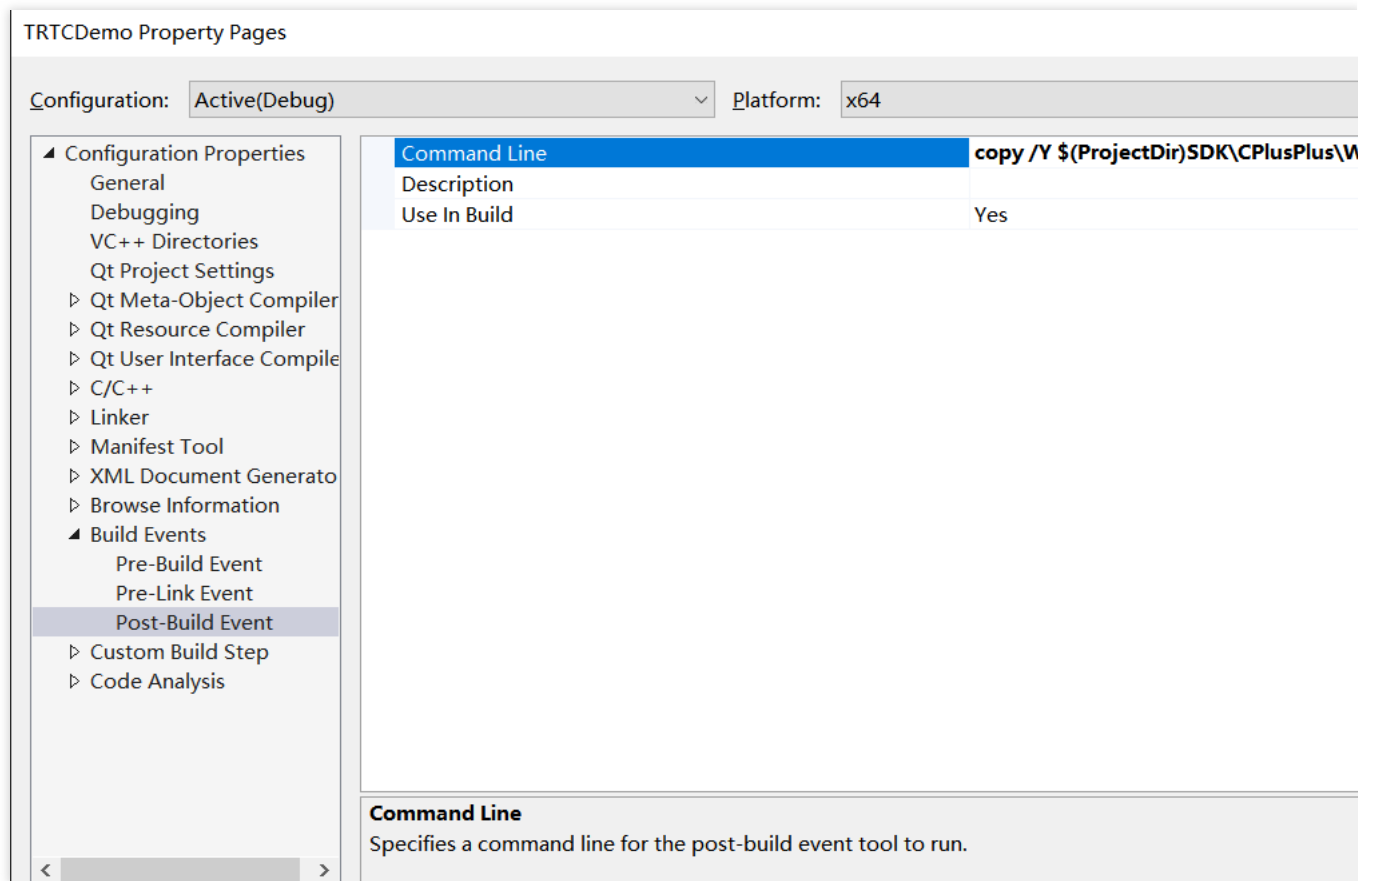 TRTCDemo Property Pages
Configuration: Active(Debug) Platform: x64
Configuration Properties
General
Debugging
VC++ Directories
Qt Project Settings
Qt Meta-Object Compiler
Qt Resource Compiler
Qt User Interface Compile
C/C++
Linker
Manifest Tool
XML Document Generato
Browse Information
Build Events
Pre-Build Event
Pre-Link Event
Post-Build Event
Custom Build Step
Code Analysis
Command Line copy /Y $(ProjectDir)SDK\CPlusPlus\W
Description
Use In Build Yes
Command Line
Specifies a command line for the post-build event tool to run.